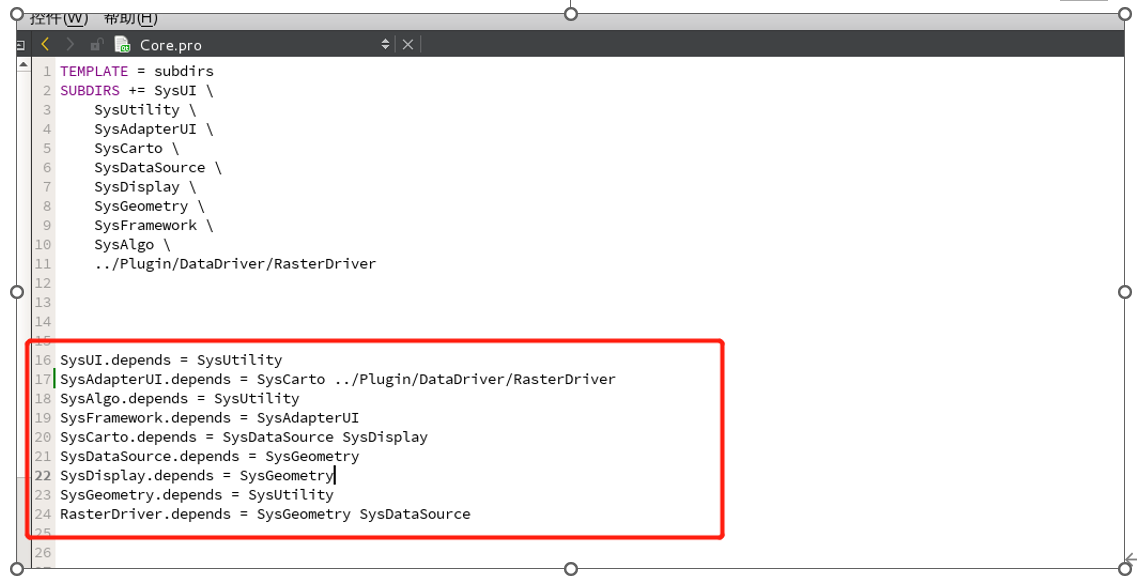 控件(W) 帮助(H)
Core.pro
1 TEMPLATE = subdirs
2 SUBDIRS += SysUI \
3 SysUtility \
4 SysAdapterUI \
5 SysCarto \
6 SysDataSource \
7 SysDisplay \
8 SysGeometry \
9 SysFramework \
10 SysAlgo \
11 ../Plugin/DataDriver/RasterDriver
12
13
14
15
16 SysUI.depends = SysUtility
17 SysAdapterUI.depends = SysCarto ../Plugin/DataDriver/RasterDriver
18 SysAlgo.depends = SysUtility
19 SysFramework.depends = SysAdapterUI
20 SysCarto.depends = SysDataSource SysDisplay
21 SysDataSource.depends = SysGeometry
22 SysDisplay.depends = SysGeometry
23 SysGeometry.depends = SysUtility
24 RasterDriver.depends = SysGeometry SysDataSource
25
26